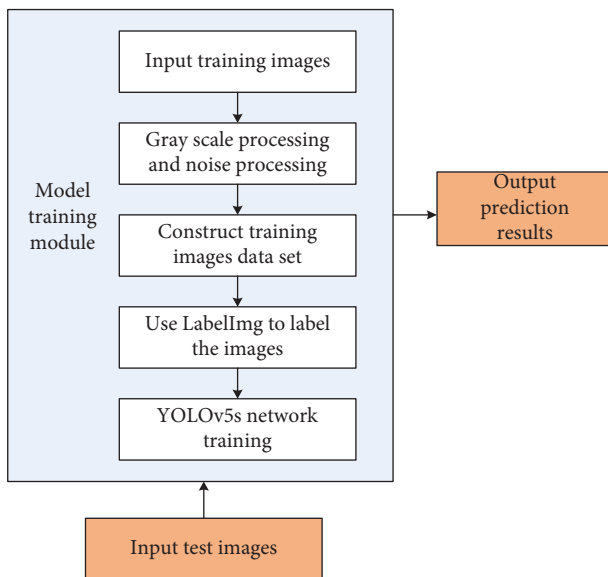 Input training images
Gray scale processing
and noise processing
Model
training
module
Construct training
images data set
Use LabelImg to label
the images
YOLOv5s network
training
Output
prediction
results
Input test images